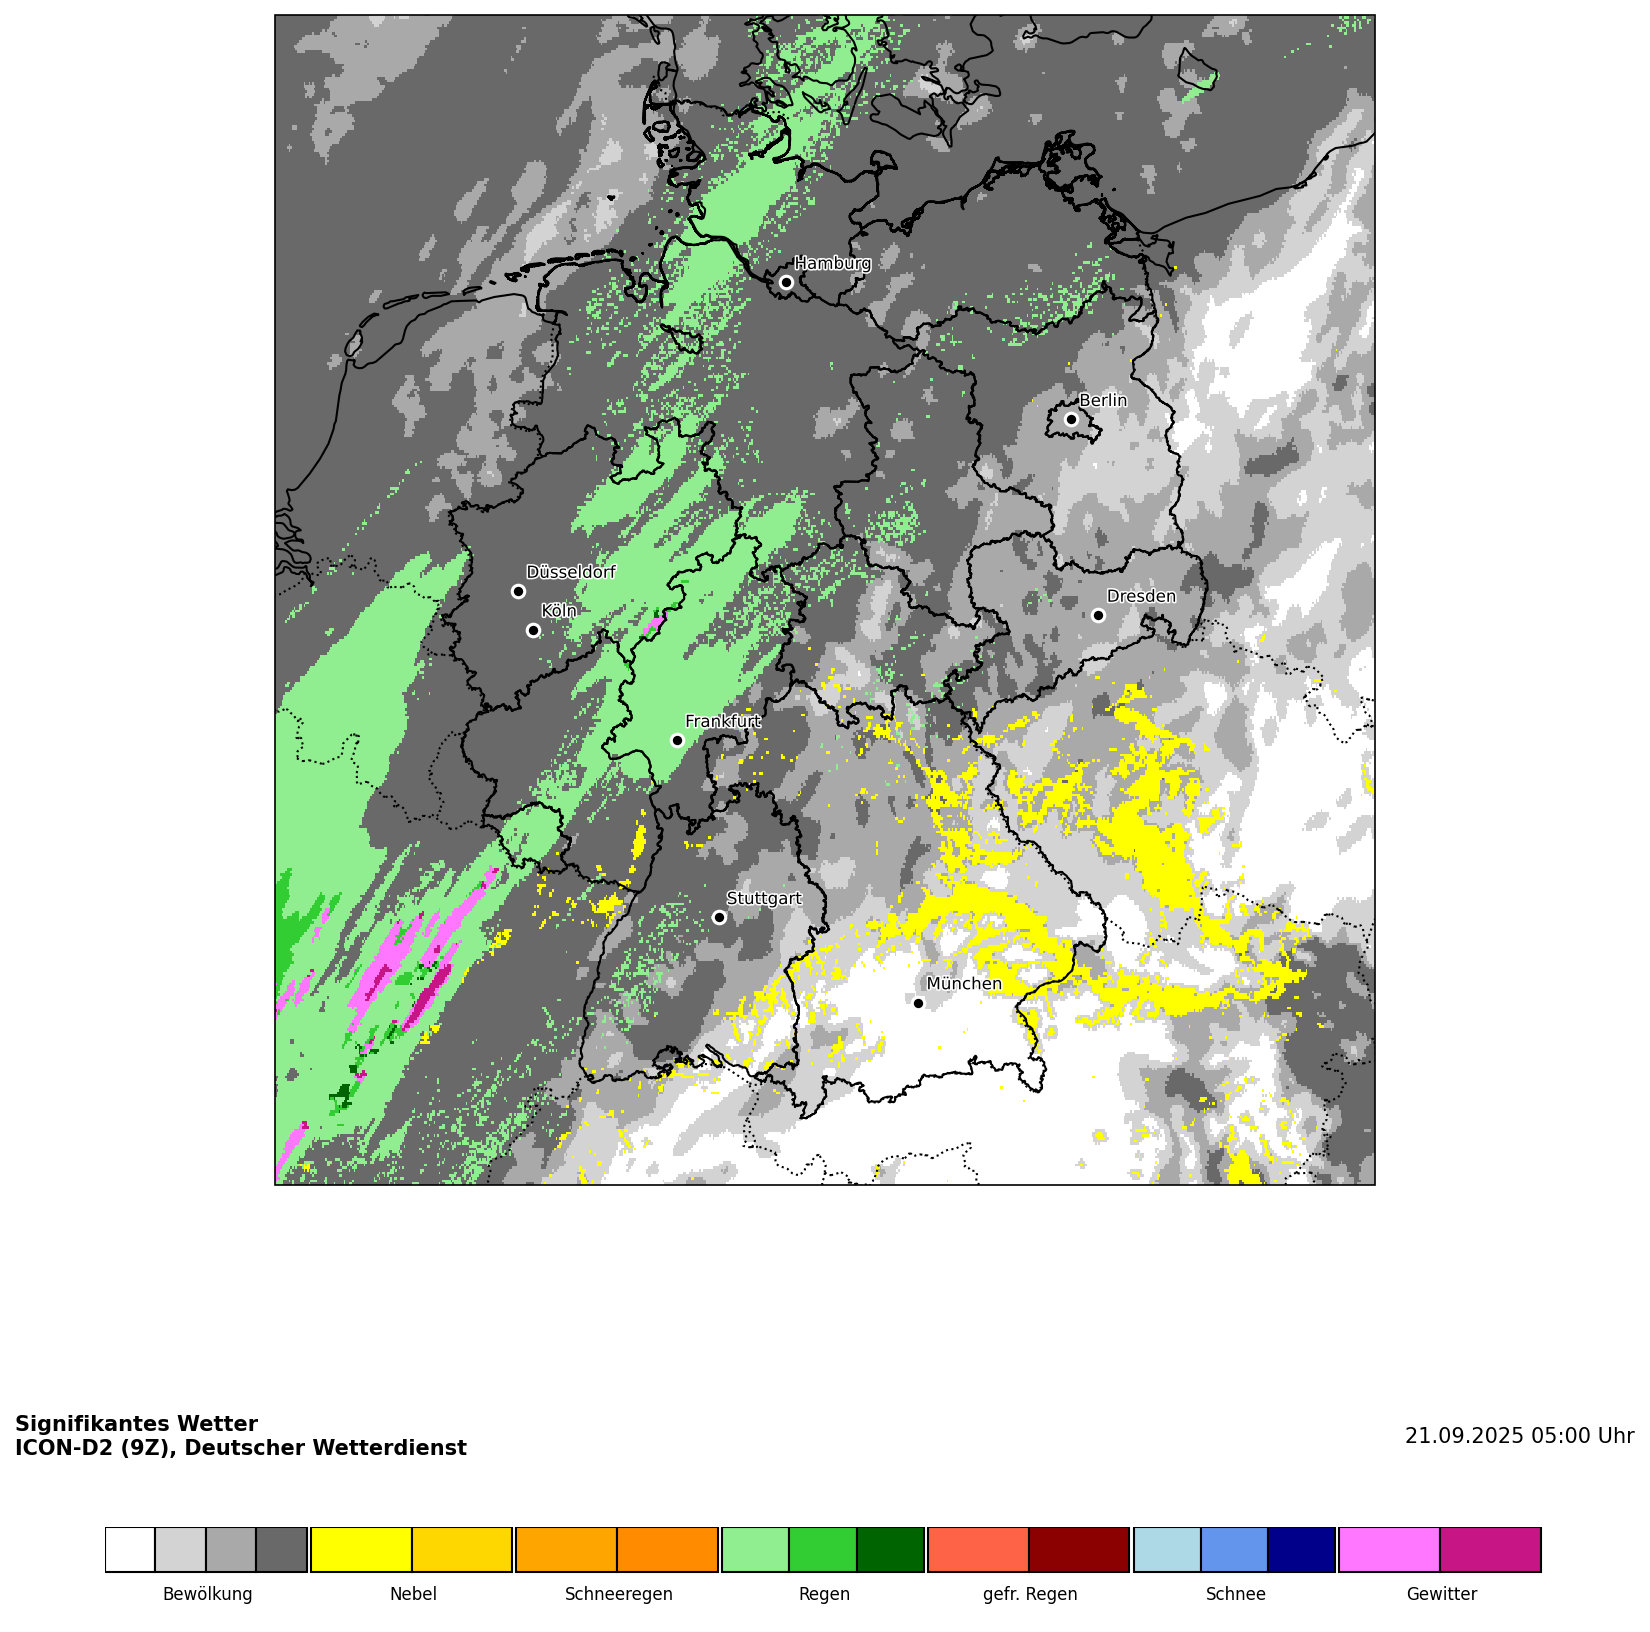 Hamburg
Berlin
Düsseldorf
Köln
Dresden
Frankfurt
Stuttgart
München
Signifikantes Wetter
ICON-D2 (9Z), Deutscher Wetterdienst
21.09.2025 05:00 Uhr
Bewölkung
Nebel
Schneeregen
Regen
gefr. Regen
Schnee
Gewitter